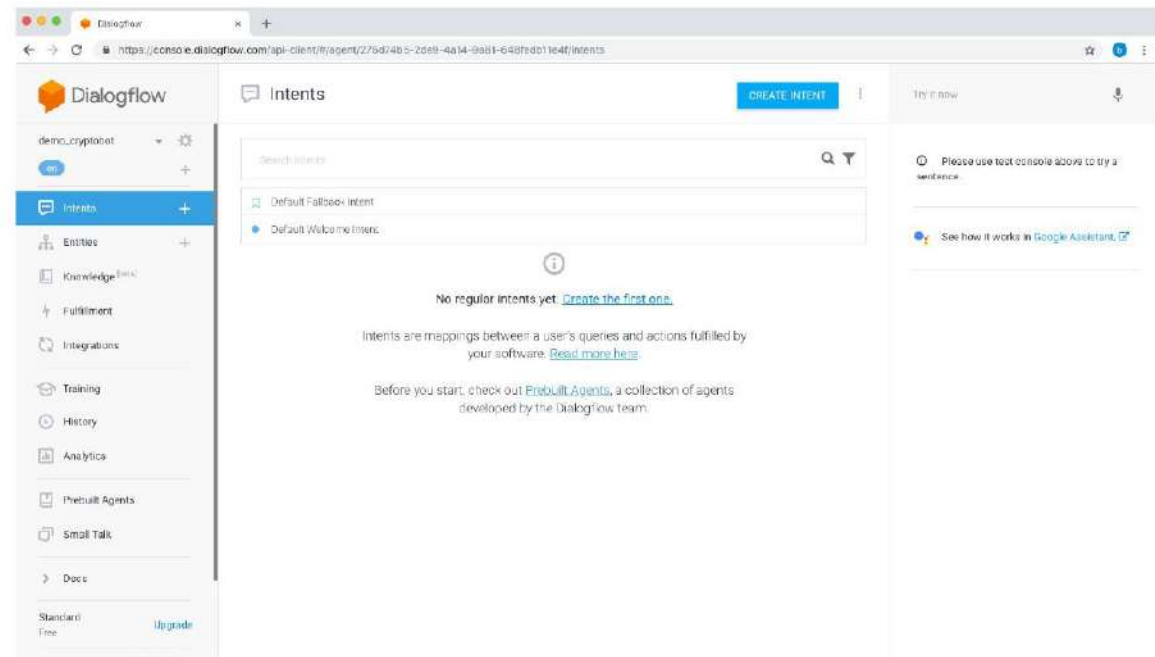 Dialogflow
https://console.dialogflow.com/api-client/#/agent/
/intents
Dialogflow
demo_cryptobot
en
Intents
Entities
Knowledge [beta]
Fulfillment
Integrations
Training
History
Analytics
Prebuilt Agents
Small Talk
Docs
Standard
Free
Upgrade
Intents
CREATE INTENT
Search intents
Default Fallback Intent
Default Welcome Intent
No regular intents yet. Create the first one.
Intents are mappings between a user's queries and actions fulfilled by
your software. Read more here.
Before you start, check out Prebuilt Agents, a collection of agents
developed by the Dialogflow team.
Try it now
Please use test console above to try a
sentence.
See how it works in Google Assistant.